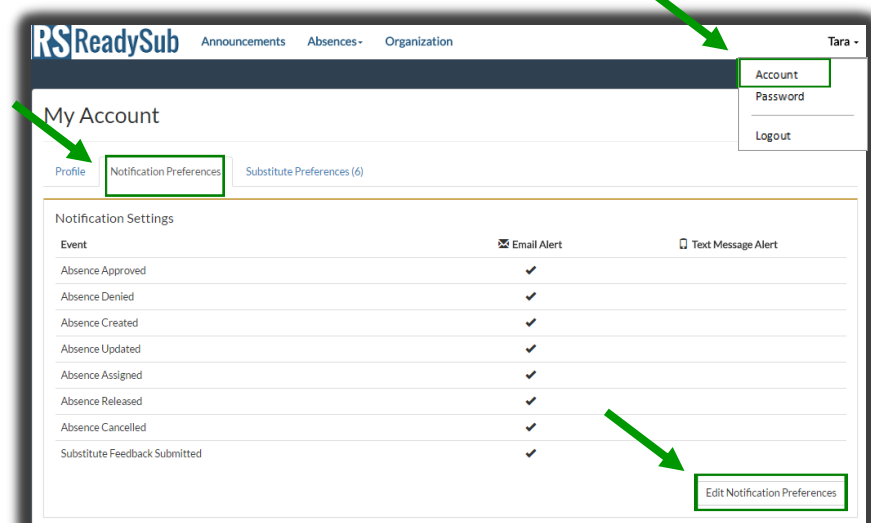 RS ReadySub Announcements Absences Organization Tara
Account
Password
Logout
My Account
Profile Notification Preferences Substitute Preferences (6)
Notification Settings
Event Email Alert Text Message Alert
Absence Approved
Absence Denied
Absence Created
Absence Updated
Absence Assigned
Absence Released
Absence Cancelled
Substitute Feedback Submitted
Edit Notification Preferences